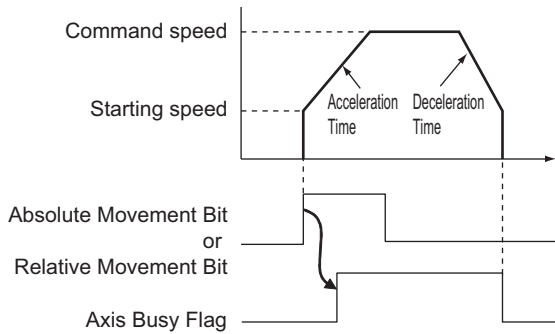 Command speed
Acceleration
Time
Deceleration
Time
Starting speed
Absolute Movement Bit
or
Relative Movement Bit
Axis Busy Flag